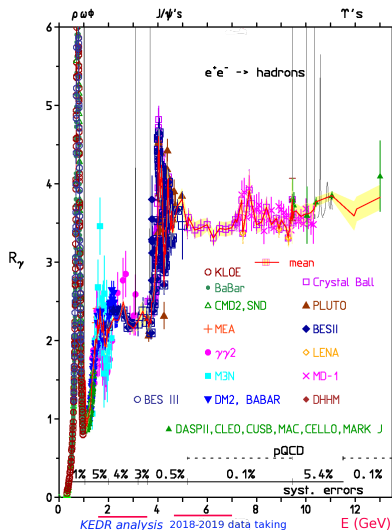 ρ ω φ J/ψ's Υ's
6
e⁺e⁻ -> hadrons
5
4
3
Rγ
mean
KLOE
Crystal Ball
BaBar
CMD2,SND
PLUTO
MEA
BESII
2
γγ2
LENA
M3N
MD-1
BES III
DM2, BABAR
DHHM
1
DASPII,CLEO,CUSB,MAC,CELLO,MARK J
pQCD
1% 5% 4% 3% 0.5% 0.1% 5.4% 0.1%
syst. errors
0
0 2 4 6 8 10 12 E (GeV)
KEDR analysis 2018-2019 data taking